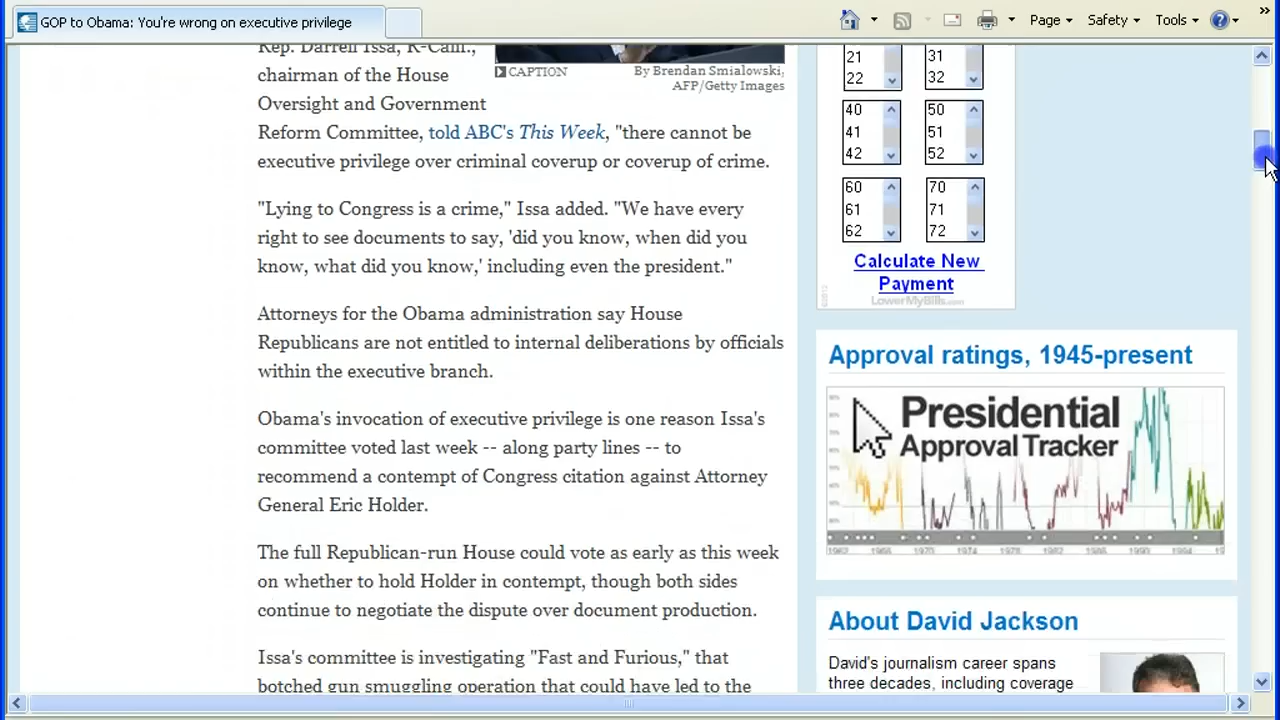 GOP to Obama: You're wrong on executive privilege
Page
Safety
Tools
Rep. Darrell Issa, R-Calif.,
chairman of the House
Oversight and Government
Reform Committee, told ABC's This Week, "there cannot be
executive privilege over criminal coverup or coverup of crime.
CAPTION
By Brendan Smialowski,
AFP/Getty Images
"Lying to Congress is a crime," Issa added. "We have every
right to see documents to say, 'did you know, when did you
know, what did you know,' including even the president."
Attorneys for the Obama administration say House
Republicans are not entitled to internal deliberations by officials
within the executive branch.
Obama's invocation of executive privilege is one reason Issa's
committee voted last week -- along party lines -- to
recommend a contempt of Congress citation against Attorney
General Eric Holder.
The full Republican-run House could vote as early as this week
on whether to hold Holder in contempt, though both sides
continue to negotiate the dispute over document production.
Issa's committee is investigating "Fast and Furious," that
botched gun smuggling operation that could have led to the
21 31
22 32
40 50
41 51
42 52
60 70
61 71
62 72
Calculate New
Payment
LowerMyBills.com
Approval ratings, 1945-present
Presidential
Approval Tracker
1962 1966 1970 1974 1978 1982 1986 1990 1994
About David Jackson
David's journalism career spans
three decades, including coverage